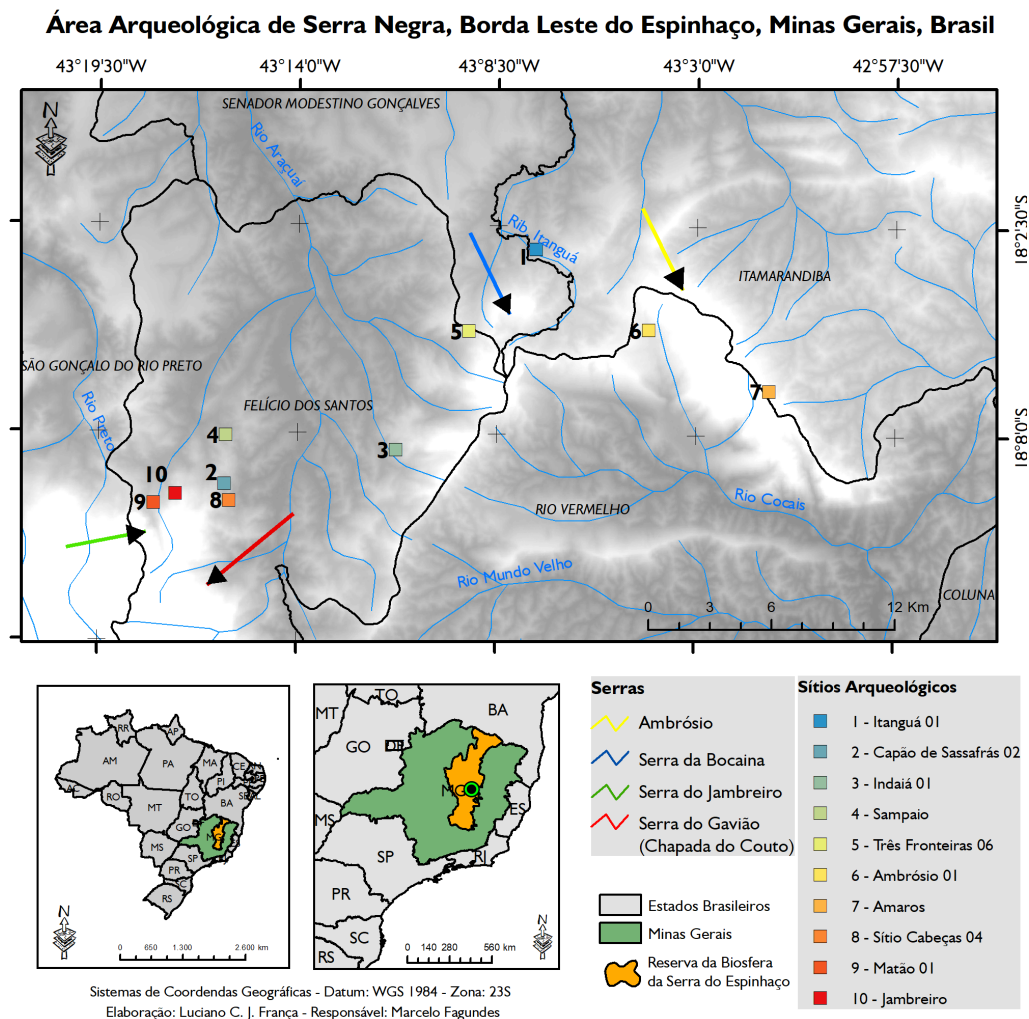 Área Arqueológica de Serra Negra, Borda Leste do Espinhaço, Minas Gerais, Brasil
43°19'30"W 43°14'0"W 43°8'30"W 43°3'0"W 42°57'30"W
N
SENADOR MODESTINO GONÇALVES
Rio Araçuaí
Rib. Itanguá
1
18°2'30"S
ITAMARANDIBA
5
6
SÃO GONÇALO DO RIO PRETO
7
FELÍCIO DOS SANTOS
Rio Preto
4
3
18°8'0"S
10
2
9
8
Rio Cocais
RIO VERMELHO
Rio Mundo Velho
COLUNA
0 3 6 12 Km
RR
AP
AM
PA
MA
CE
PI
AC
RO
MT
TO
BA
GO
MG
MS
SP
PR
SC
RS
N
0 650 1.300 2.600 km
TO
MT
BA
GO
DF
MG
ES
MS
SP
RJ
PR
SC
RS
N
0 140 280 560 km
Serras
Ambrósio
Serra da Bocaina
Serra do Jambreiro
Serra do Gavião
(Chapada do Couto)
Estados Brasileiros
Minas Gerais
Reserva da Biosfera
da Serra do Espinhaço
Sítios Arqueológicos
1 - Itanguá 01
2 - Capão de Sassafrás 02
3 - Indaiá 01
4 - Sampaio
5 - Três Fronteiras 06
6 - Ambrósio 01
7 - Amaros
8 - Sítio Cabeças 04
9 - Matão 01
10 - Jambreiro
Sistemas de Coordendas Geográficas - Datum: WGS 1984 - Zona: 23S
Elaboração: Luciano C. J. França - Responsável: Marcelo Fagundes